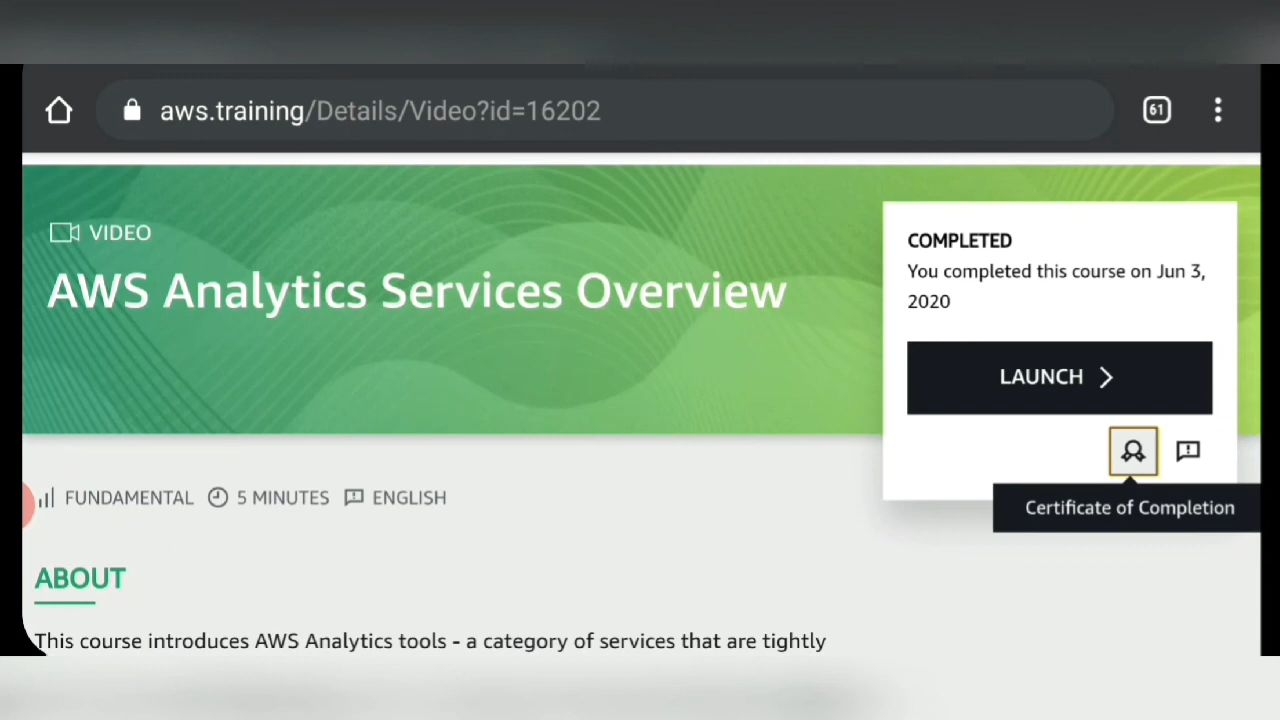 aws.training/Details/Video?id=16202
61
VIDEO
AWS Analytics Services Overview
COMPLETED
You completed this course on Jun 3,
2020
LAUNCH
Certificate of Completion
FUNDAMENTAL 5 MINUTES ENGLISH
ABOUT
This course introduces AWS Analytics tools - a category of services that are tightly